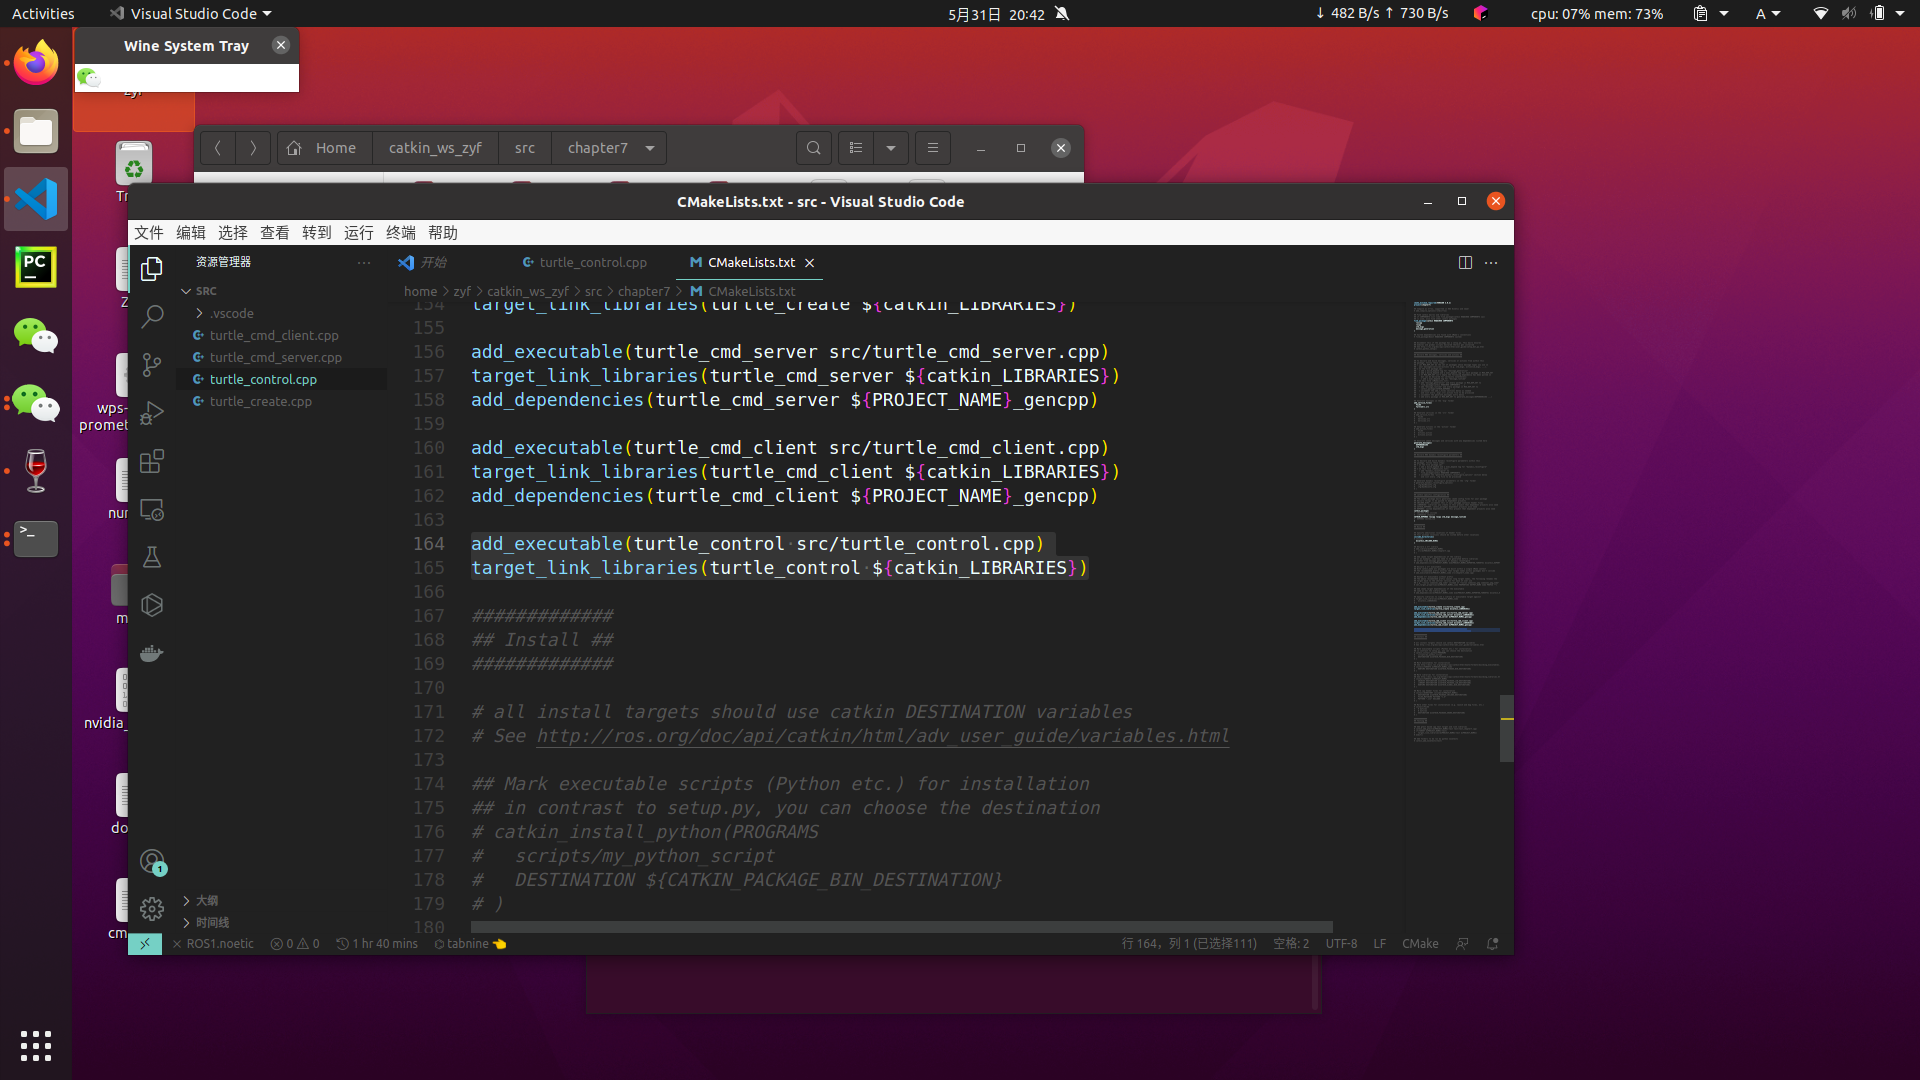 Activities
Visual Studio Code
5月31日 20:42
↓ 482 B/s ↑ 730 B/s
cpu: 07% mem: 73%
A
Wine System Tray
zyf
Home
catkin_ws_zyf
src
chapter7
CMakeLists.txt - src - Visual Studio Code
文件 编辑 选择 查看 转到 运行 终端 帮助
资源管理器
开始
turtle_control.cpp
CMakeLists.txt
SRC
.vscode
turtle_cmd_client.cpp
turtle_cmd_server.cpp
turtle_control.cpp
turtle_create.cpp
home > zyf > catkin_ws_zyf > src > chapter7 > CMakeLists.txt
154 target_link_libraries(turtle_create ${catkin_LIBRARIES})
155
156 add_executable(turtle_cmd_server src/turtle_cmd_server.cpp)
157 target_link_libraries(turtle_cmd_server ${catkin_LIBRARIES})
158 add_dependencies(turtle_cmd_server ${PROJECT_NAME}_gencpp)
159
160 add_executable(turtle_cmd_client src/turtle_cmd_client.cpp)
161 target_link_libraries(turtle_cmd_client ${catkin_LIBRARIES})
162 add_dependencies(turtle_cmd_client ${PROJECT_NAME}_gencpp)
163
164 add_executable(turtle_control src/turtle_control.cpp)
165 target_link_libraries(turtle_control ${catkin_LIBRARIES})
166
167 #############
168 ## Install ##
169 #############
170
171 # all install targets should use catkin DESTINATION variables
172 # See http://ros.org/doc/api/catkin/html/adv_user_guide/variables.html
173
174 ## Mark executable scripts (Python etc.) for installation
175 ## in contrast to setup.py, you can choose the destination
176 # catkin_install_python(PROGRAMS
177 #   scripts/my_python_script
178 #   DESTINATION ${CATKIN_PACKAGE_BIN_DESTINATION}
179 # )
180
大纲
时间线
1
ROS1.noetic
0
0
1 hr 40 mins
tabnine
行 164，列 1 (已选择111)
空格: 2
UTF-8
LF
CMake
PC
wps-
promet
nvidia_